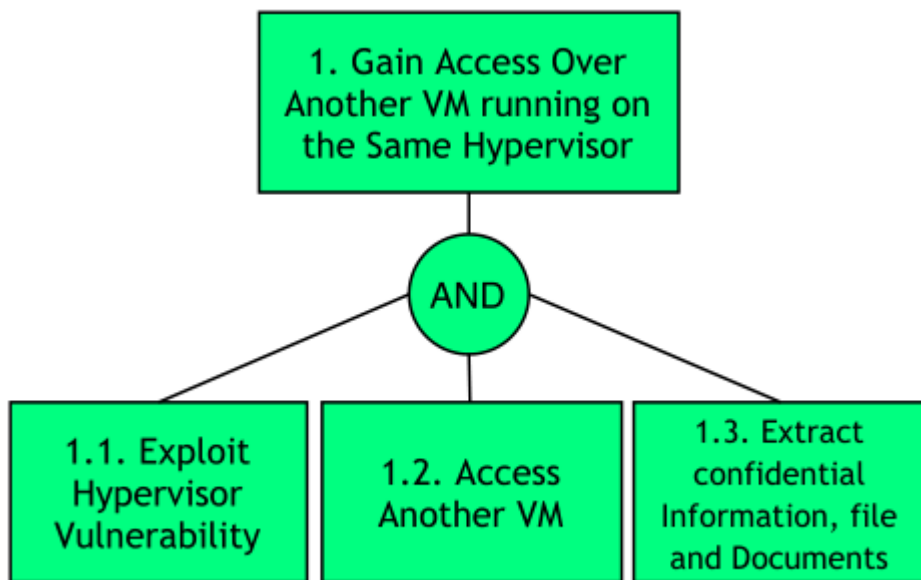 1. Gain Access Over
Another VM running on
the Same Hypervisor
AND
1.1. Exploit
Hypervisor
Vulnerability
1.2. Access
Another VM
1.3. Extract
confidential
Information, file
and Documents